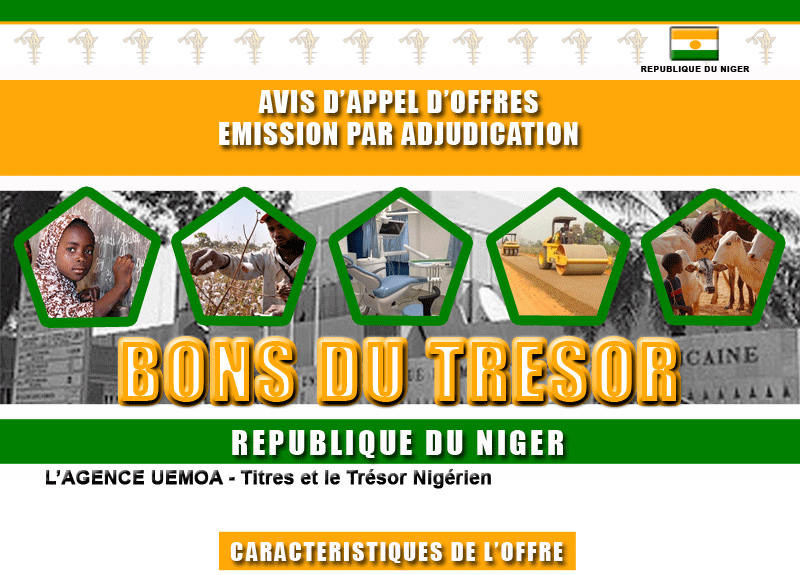 REPUBLIQUE DU NIGER
AVIS D'APPEL D'OFFRES
EMISSION PAR ADJUDICATION
CAINE
BONS DU TRESOR
REPUBLIQUE DU NIGER
L'AGENCE UEMOA - Titres et le Trésor Nigérien
CARACTERISTIQUES DE L'OFFRE